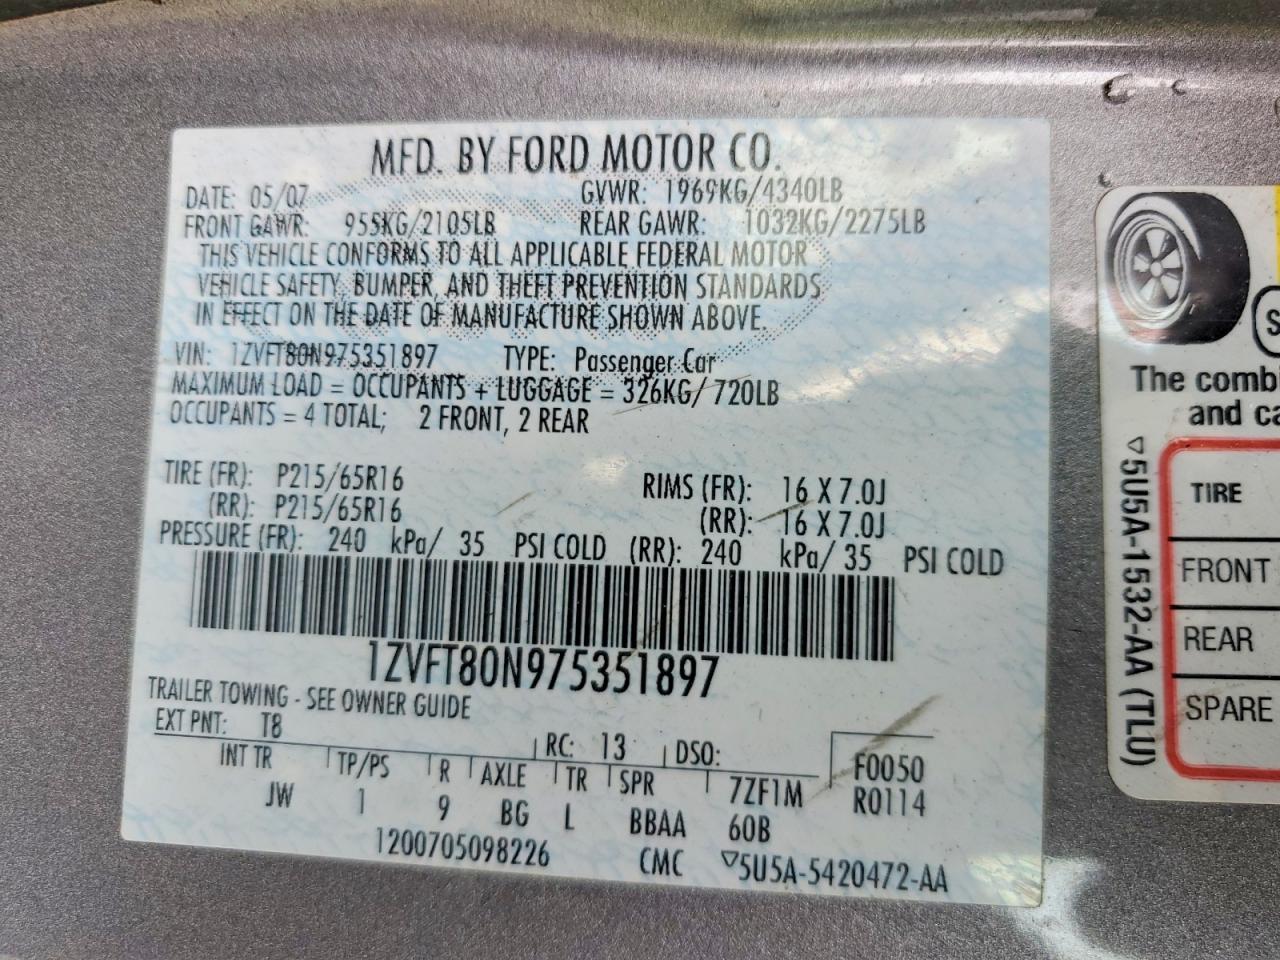 MFD. BY FORD MOTOR CO.
DATE: 05/07 GVWR: 1969KG/4340LB
FRONT GAWR: 955KG/2105LB REAR GAWR: 1032KG/2275LB
THIS VEHICLE CONFORMS TO ALL APPLICABLE FEDERAL MOTOR
VEHICLE SAFETY, BUMPER, AND THEFT PREVENTION STANDARDS
IN EFFECT ON THE DATE OF MANUFACTURE SHOWN ABOVE.
VIN: 1ZVFT80N975351897 TYPE: Passenger Car
MAXIMUM LOAD = OCCUPANTS + LUGGAGE = 326KG/ 720LB
OCCUPANTS = 4 TOTAL; 2 FRONT, 2 REAR
TIRE (FR): P215/65R16 RIMS (FR): 16 X 7.0J
(RR): P215/65R16 (RR): 16 X 7.0J
PRESSURE (FR): 240 kPa/ 35 PSI COLD (RR): 240 kPa/ 35 PSI COLD
1ZVFT80N975351897
TRAILER TOWING - SEE OWNER GUIDE
EXT PNT: T8 RC: 13 DSO:
INT TR TP/PS R AXLE TR SPR 7ZF1M F0050
JW 1 9 BG L BBAA 60B R0114
1200705098226 CMC ▽5U5A-5420472-AA
The combi
and ca
TIRE
FRONT
REAR
SPARE
▽5U5A-1532-AA (TLU)